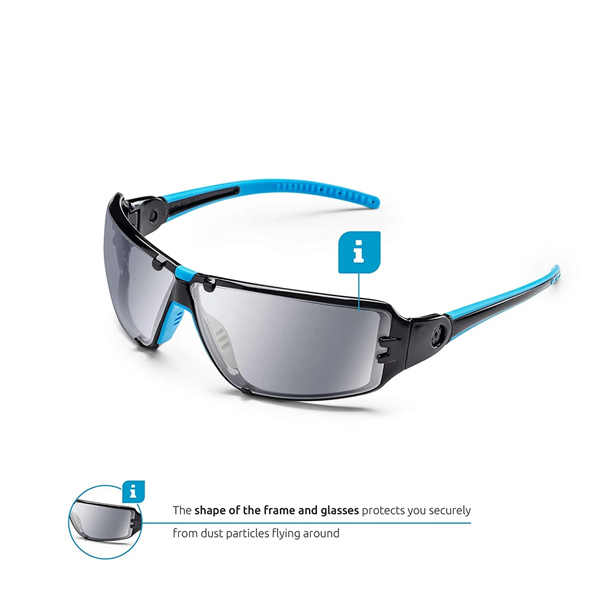 i
i
The shape of the frame and glasses protects you securely
from dust particles flying around